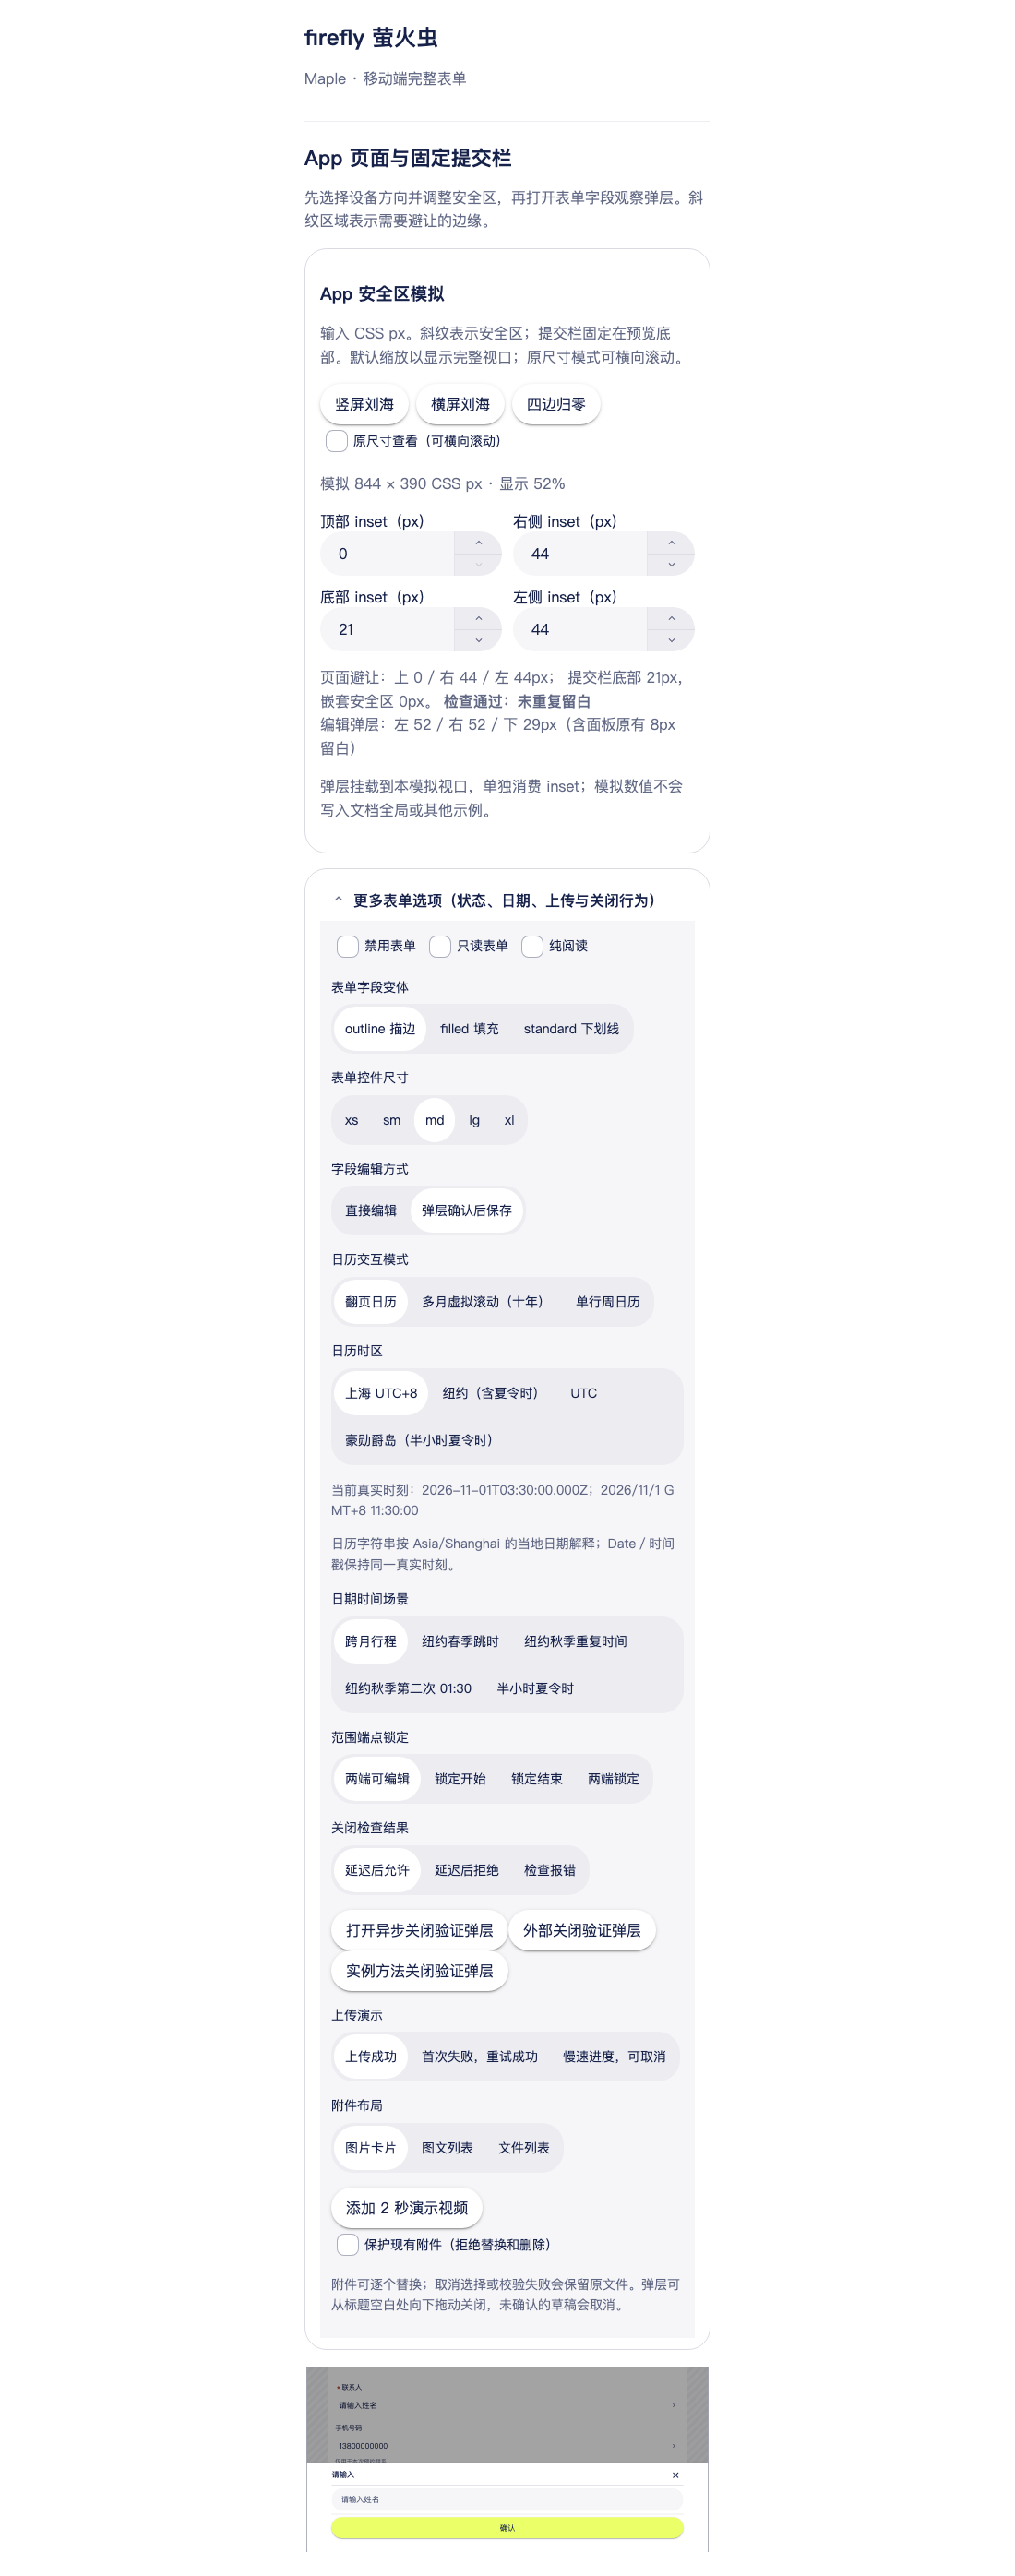 firefly 萤火虫
Maple · 移动端完整表单
App 页面与固定提交栏
先选择设备方向并调整安全区，再打开表单字段观察弹层。斜
纹区域表示需要避让的边缘。
App 安全区模拟
输入 CSS px。斜纹表示安全区；提交栏固定在预览底
部。默认缩放以显示完整视口；原尺寸模式可横向滚动。
竖屏刘海 横屏刘海 四边归零
原尺寸查看（可横向滚动）
模拟 844 × 390 CSS px · 显示 52%
顶部 inset（px） 右侧 inset（px）
0 44
底部 inset（px） 左侧 inset（px）
21 44
页面避让：上 0 / 右 44 / 左 44px； 提交栏底部 21px，
嵌套安全区 0px。 检查通过：未重复留白
编辑弹层：左 52 / 右 52 / 下 29px（含面板原有 8px
留白）
弹层挂载到本模拟视口，单独消费 inset；模拟数值不会
写入文档全局或其他示例。
更多表单选项（状态、日期、上传与关闭行为）
禁用表单 只读表单 纯阅读
表单字段变体
outline 描边 filled 填充 standard 下划线
表单控件尺寸
xs sm md lg xl
字段编辑方式
直接编辑 弹层确认后保存
日历交互模式
翻页日历 多月虚拟滚动（十年） 单行周日历
日历时区
上海 UTC+8 纽约（含夏令时） UTC
豪勋爵岛（半小时夏令时）
当前真实时刻：2026-11-01T03:30:00.000Z；2026/11/1 G
MT+8 11:30:00
日历字符串按 Asia/Shanghai 的当地日期解释；Date / 时间
戳保持同一真实时刻。
日期时间场景
跨月行程 纽约春季跳时 纽约秋季重复时间
纽约秋季第二次 01:30 半小时夏令时
范围端点锁定
两端可编辑 锁定开始 锁定结束 两端锁定
关闭检查结果
延迟后允许 延迟后拒绝 检查报错
打开异步关闭验证弹层 外部关闭验证弹层
实例方法关闭验证弹层
上传演示
上传成功 首次失败，重试成功 慢速进度，可取消
附件布局
图片卡片 图文列表 文件列表
添加 2 秒演示视频
保护现有附件（拒绝替换和删除）
附件可逐个替换；取消选择或校验失败会保留原文件。弹层可
从标题空白处向下拖动关闭，未确认的草稿会取消。
* 联系人
请输入姓名
手机号码
13800000000
请输入
请输入姓名
确认